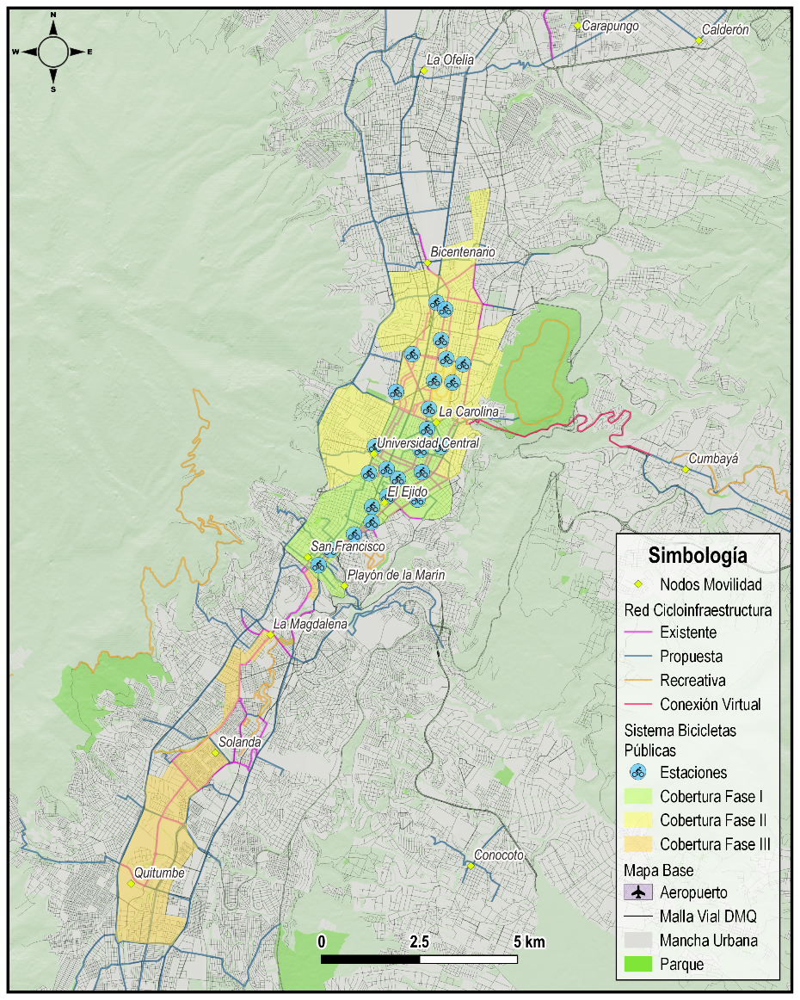 N
W
E
S
Carapungo
Calderón
La Ofelia
Bicentenario
La Carolina
Universidad Central
Cumbayá
El Ejido
San Francisco
Playón de la Marín
La Magdalena
Solanda
Conocoto
Quitumbe
0 2.5 5 km
Simbología
Nodos Movilidad
Red Cicloinfraestructura
Existente
Propuesta
Recreativa
Conexión Virtual
Sistema Bicicletas
Públicas
Estaciones
Cobertura Fase I
Cobertura Fase II
Cobertura Fase III
Mapa Base
Aeropuerto
Malla Vial DMQ
Mancha Urbana
Parque